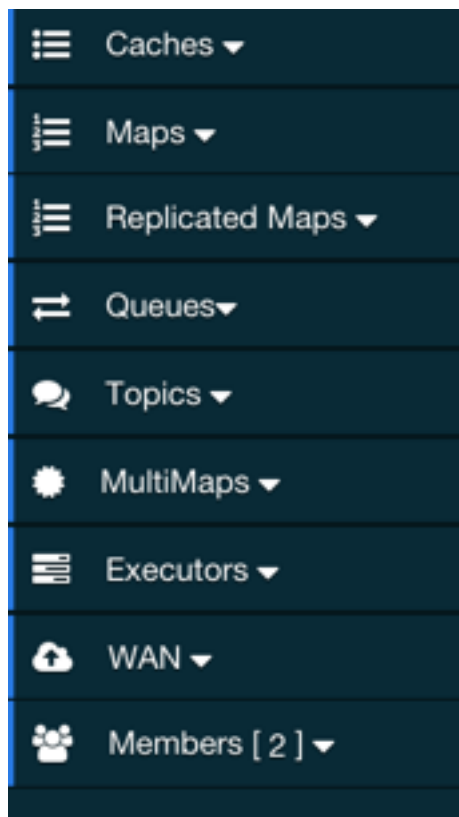 Caches
Maps
Replicated Maps
Queues
Topics
MultiMaps
Executors
WAN
Members [ 2 ]